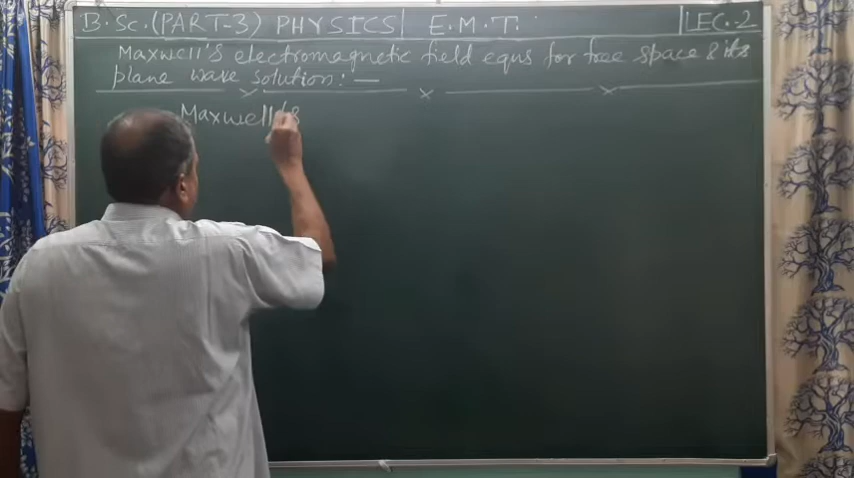 B.Sc.(PART-3) PHYSICS| E.M.T. |LEC.-2
Maxwell's electromagnetic field equs for free space & its
plane wave solution:—
Maxwell's